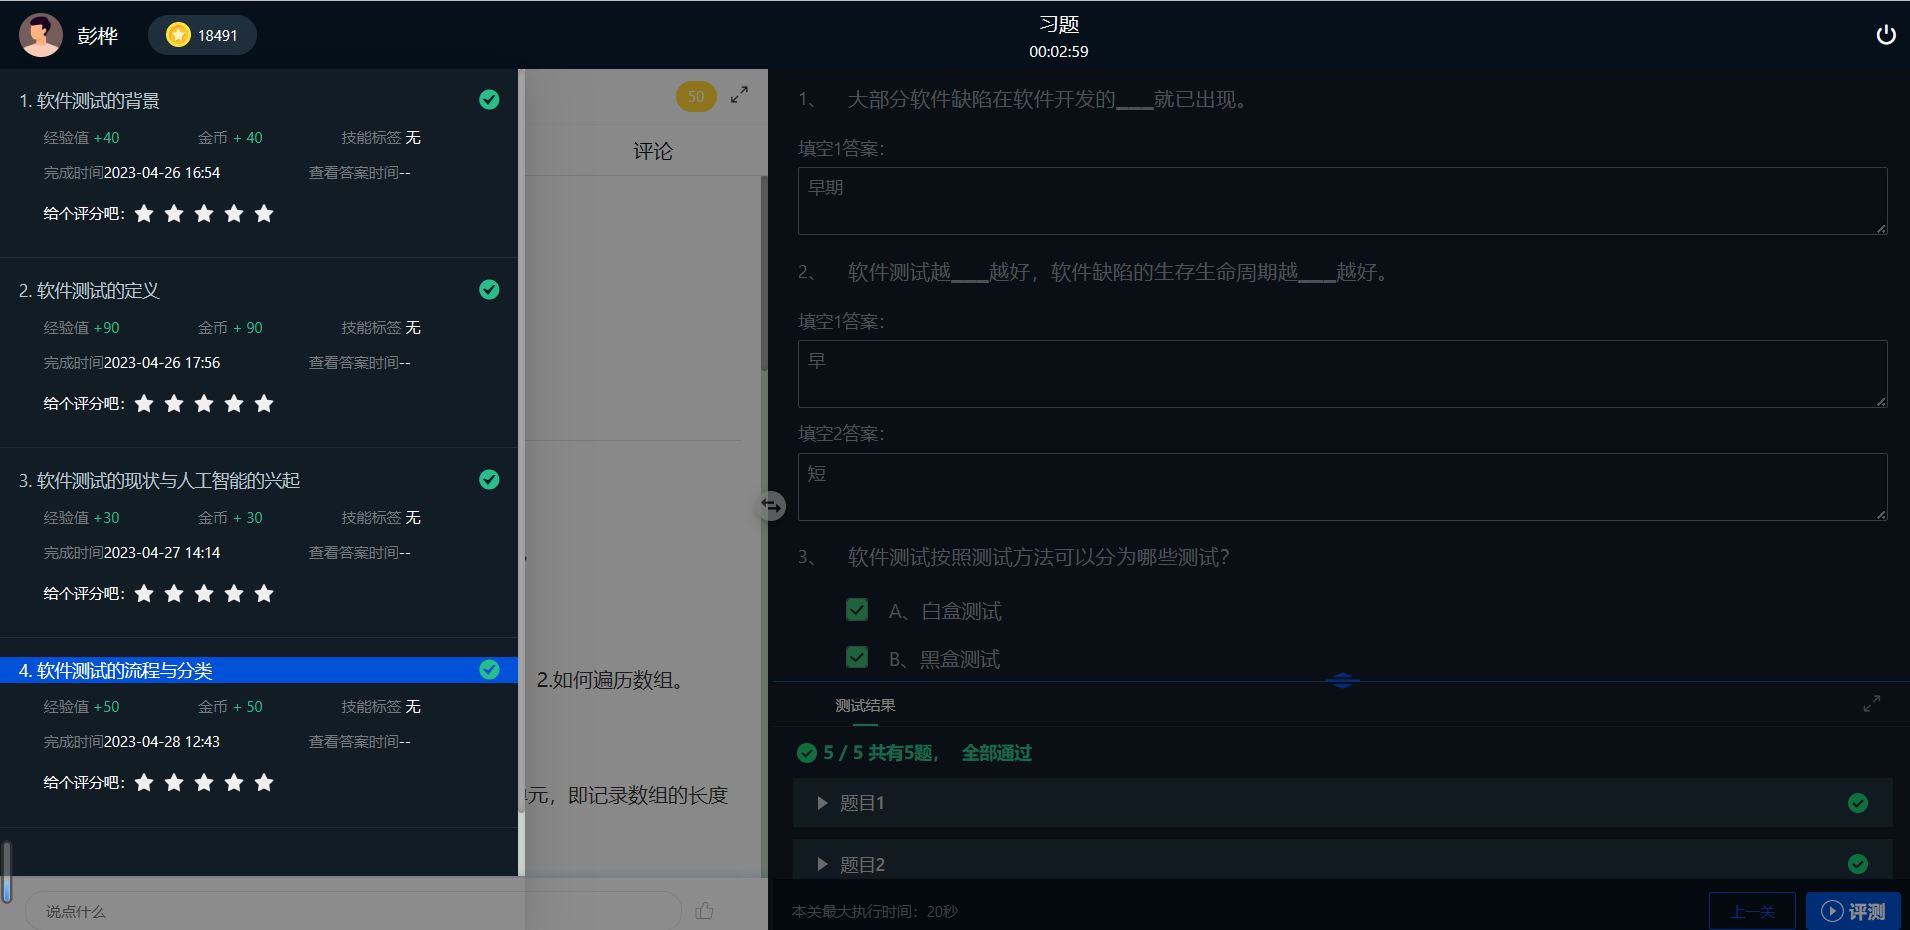 彭桦
18491
习题
00:02:59
1. 软件测试的背景
经验值 +40 金币 + 40 技能标签 无
完成时间2023-04-26 16:54 查看答案时间--
给个评分吧：
2. 软件测试的定义
经验值 +90 金币 + 90 技能标签 无
完成时间2023-04-26 17:56 查看答案时间--
给个评分吧：
3. 软件测试的现状与人工智能的兴起
经验值 +30 金币 + 30 技能标签 无
完成时间2023-04-27 14:14 查看答案时间--
给个评分吧：
4. 软件测试的流程与分类
经验值 +50 金币 + 50 技能标签 无
完成时间2023-04-28 12:43 查看答案时间--
给个评分吧：
50
评论
2.如何遍历数组。
元，即记录数组的长度
说点什么
1、 大部分软件缺陷在软件开发的____就已出现。
填空1答案：
早期
2、 软件测试越____越好，软件缺陷的生存生命周期越____越好。
填空1答案：
早
填空2答案：
短
3、 软件测试按照测试方法可以分为哪些测试？
A、白盒测试
B、黑盒测试
测试结果
5 / 5 共有5题， 全部通过
题目1
题目2
本关最大执行时间：20秒
上一关
评测